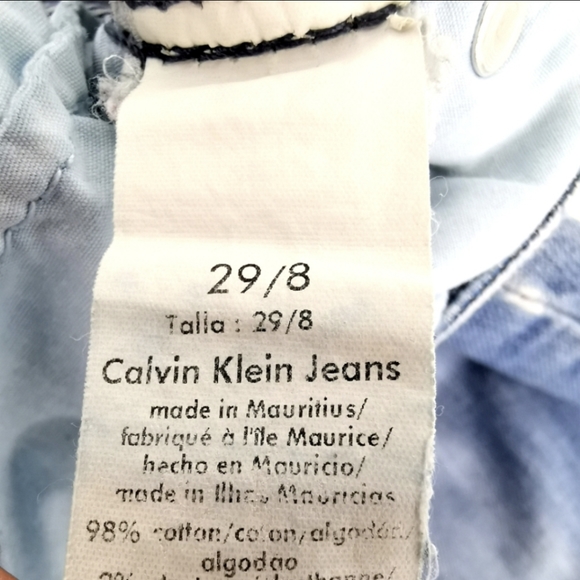 29/8
Talla : 29/8
Calvin Klein Jeans
made in Mauritius/
fabriqué à l'île Maurice/
hecho en Mauricio/
made in Ilhas Mauricias
98% cotton/coton/algodón/
algodao